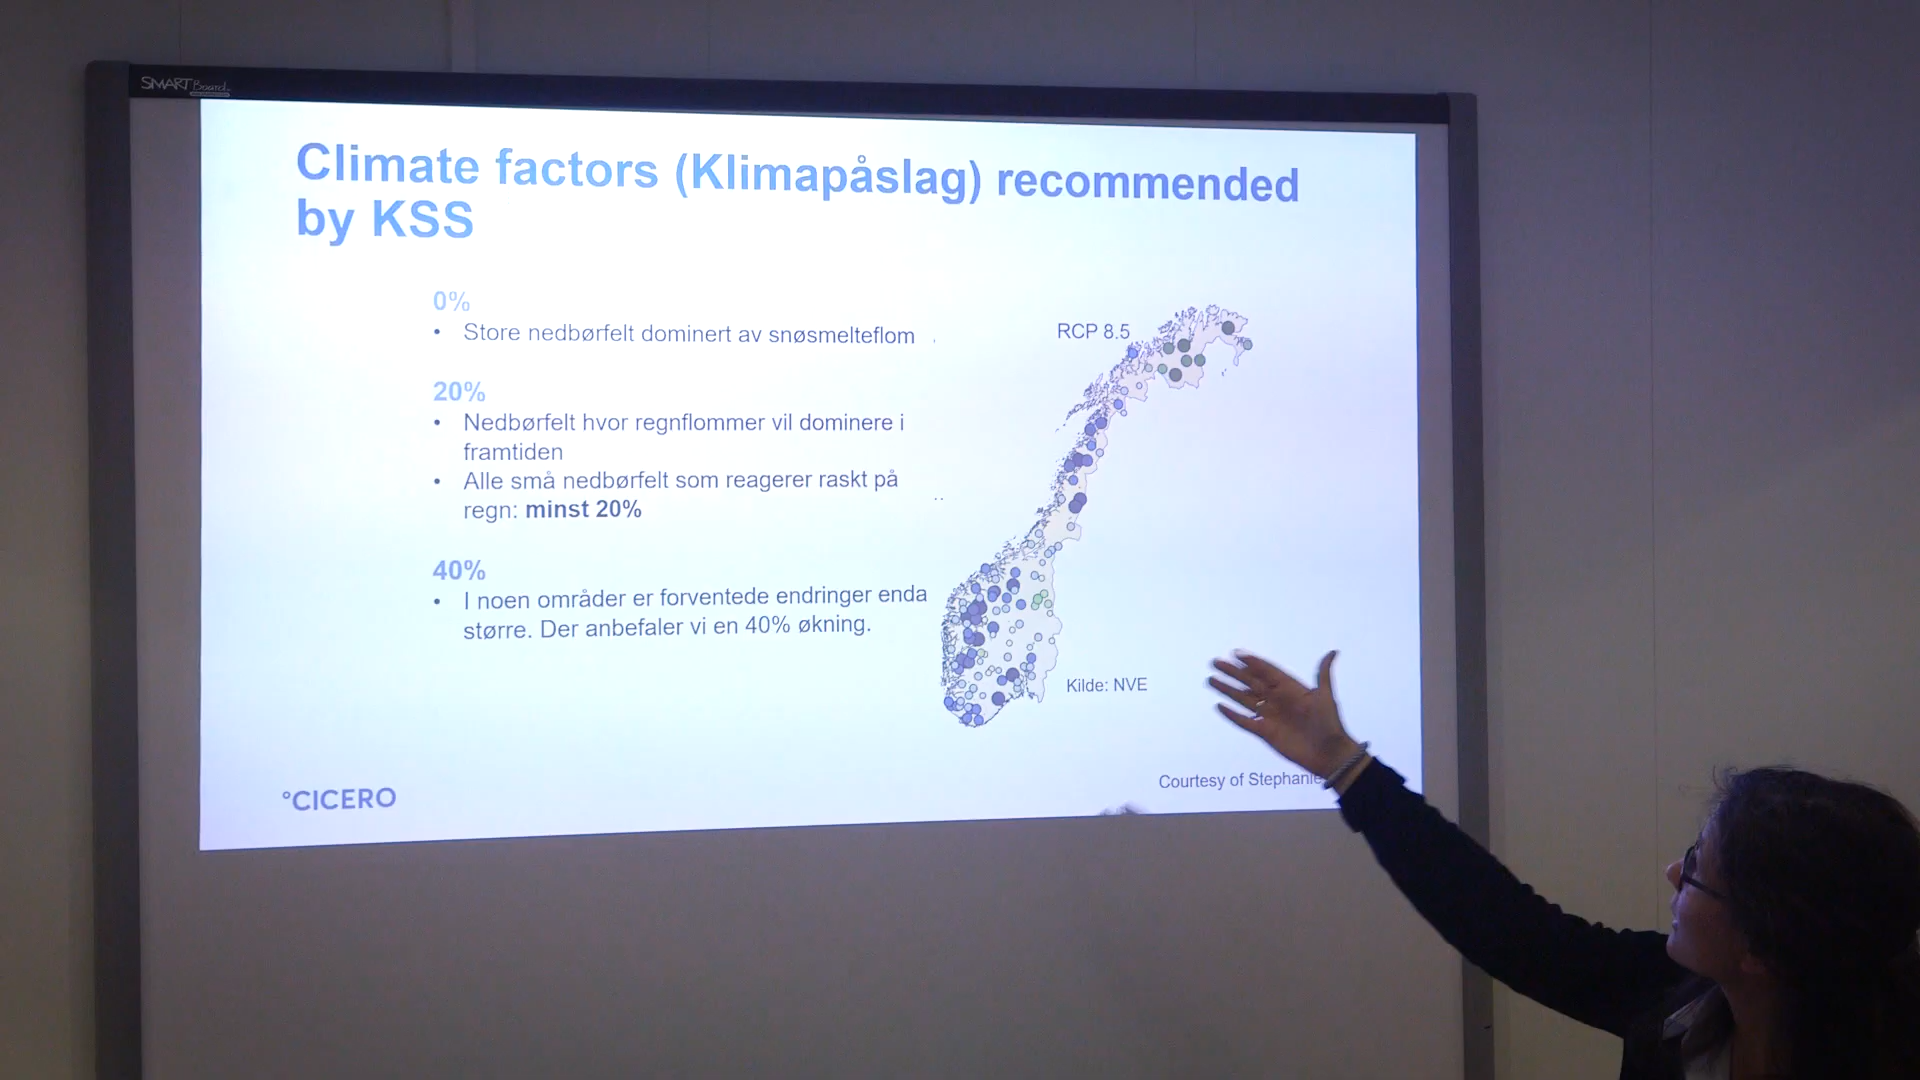 SMART Board
Climate factors (Klimapåslag) recommended
by KSS
0%
• Store nedbørfelt dominert av snøsmelteflom
20%
• Nedbørfelt hvor regnflommer vil dominere i
framtiden
• Alle små nedbørfelt som reagerer raskt på
regn: minst 20%
40%
• I noen områder er forventede endringer enda
større. Der anbefaler vi en 40% økning.
RCP 8.5
Kilde: NVE
Courtesy of Stephanie
°CICERO